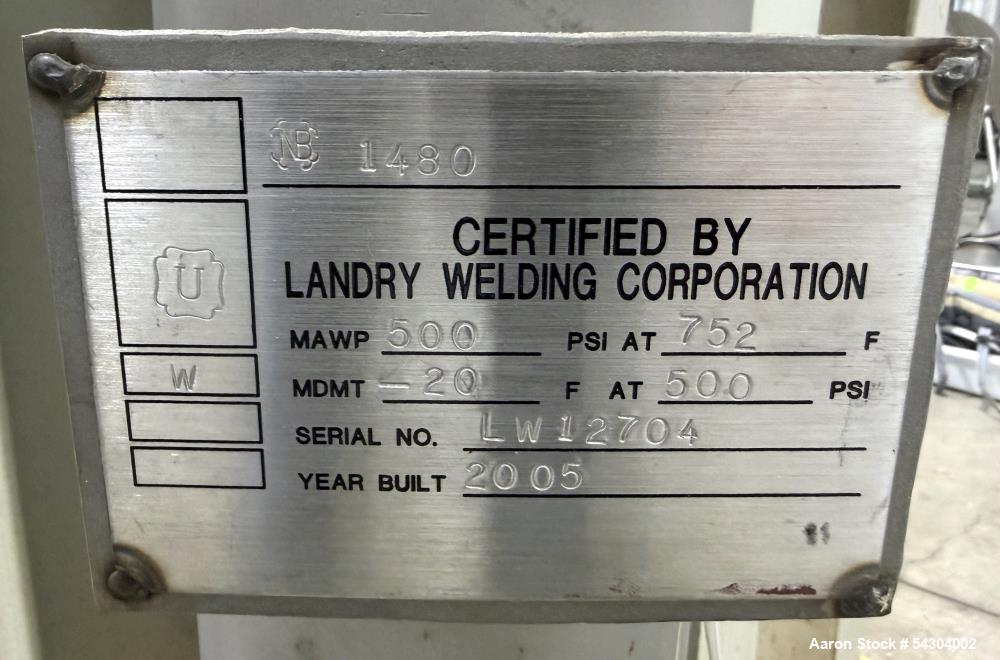 NB 1480
U
CERTIFIED BY
LANDRY WELDING CORPORATION
MAWP 500 PSI AT 752 F
W
MDMT -20 F AT 500 PSI
SERIAL NO. LW12704
YEAR BUILT 2005
Aaron Stock # 54304002